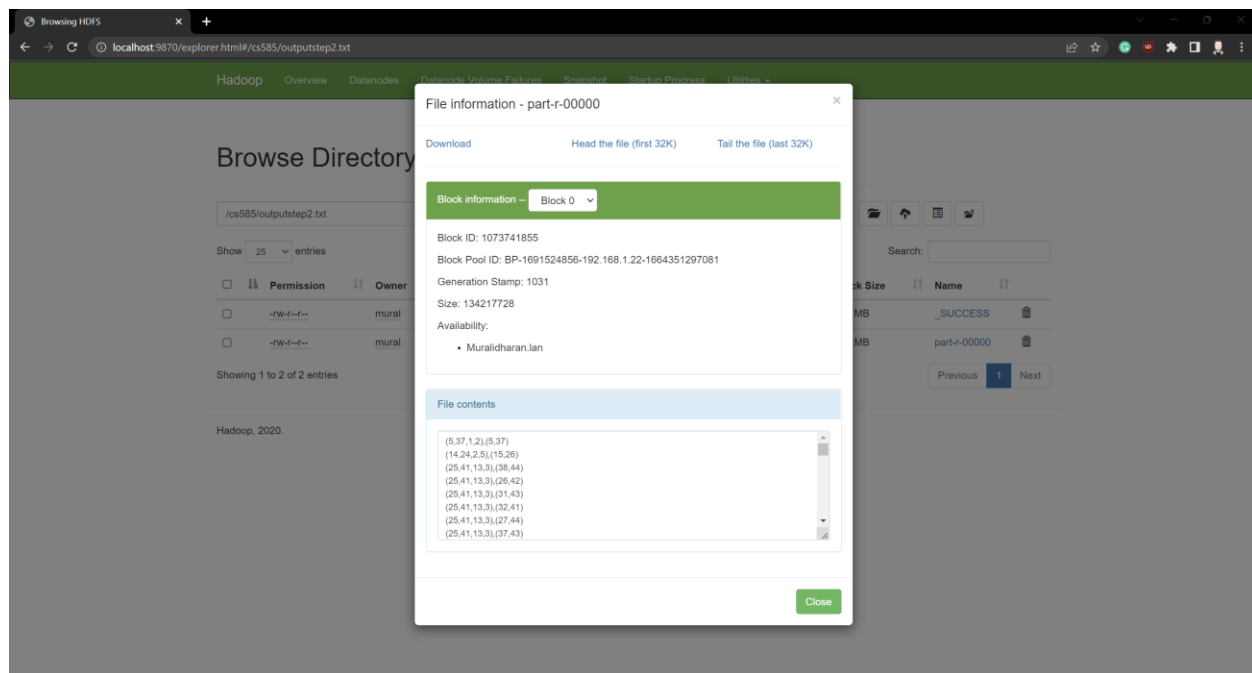 Browsing HDFS
localhost:9870/explorer.html#/cs585/outputstep2.txt
Hadoop Overview Datanodes Datanode Volume Failures Snapshot Startup Progress Utilities
File information - part-r-00000 ×
Download Head the file (first 32K) Tail the file (last 32K)
Browse Directory
Block information -- Block 0
/cs585/outputstep2.txt
Block ID: 1073741855
Block Pool ID: BP-1691524856-192.168.1.22-1664351297081
Generation Stamp: 1031
Size: 134217728
Availability:
• Muralidharan.lan
Show 25 entries Search:
Permission Owner ck Size Name
-rw-r--r-- mural MB _SUCCESS
-rw-r--r-- mural MB part-r-00000
Showing 1 to 2 of 2 entries Previous 1 Next
File contents
(5,37,1,2),(5,37)
(14,24,2,5),(15,26)
(25,41,13,3),(38,44)
(25,41,13,3),(26,42)
(25,41,13,3),(31,43)
(25,41,13,3),(32,41)
(25,41,13,3),(27,44)
(25,41,13,3),(37,43)
Hadoop, 2020.
Close